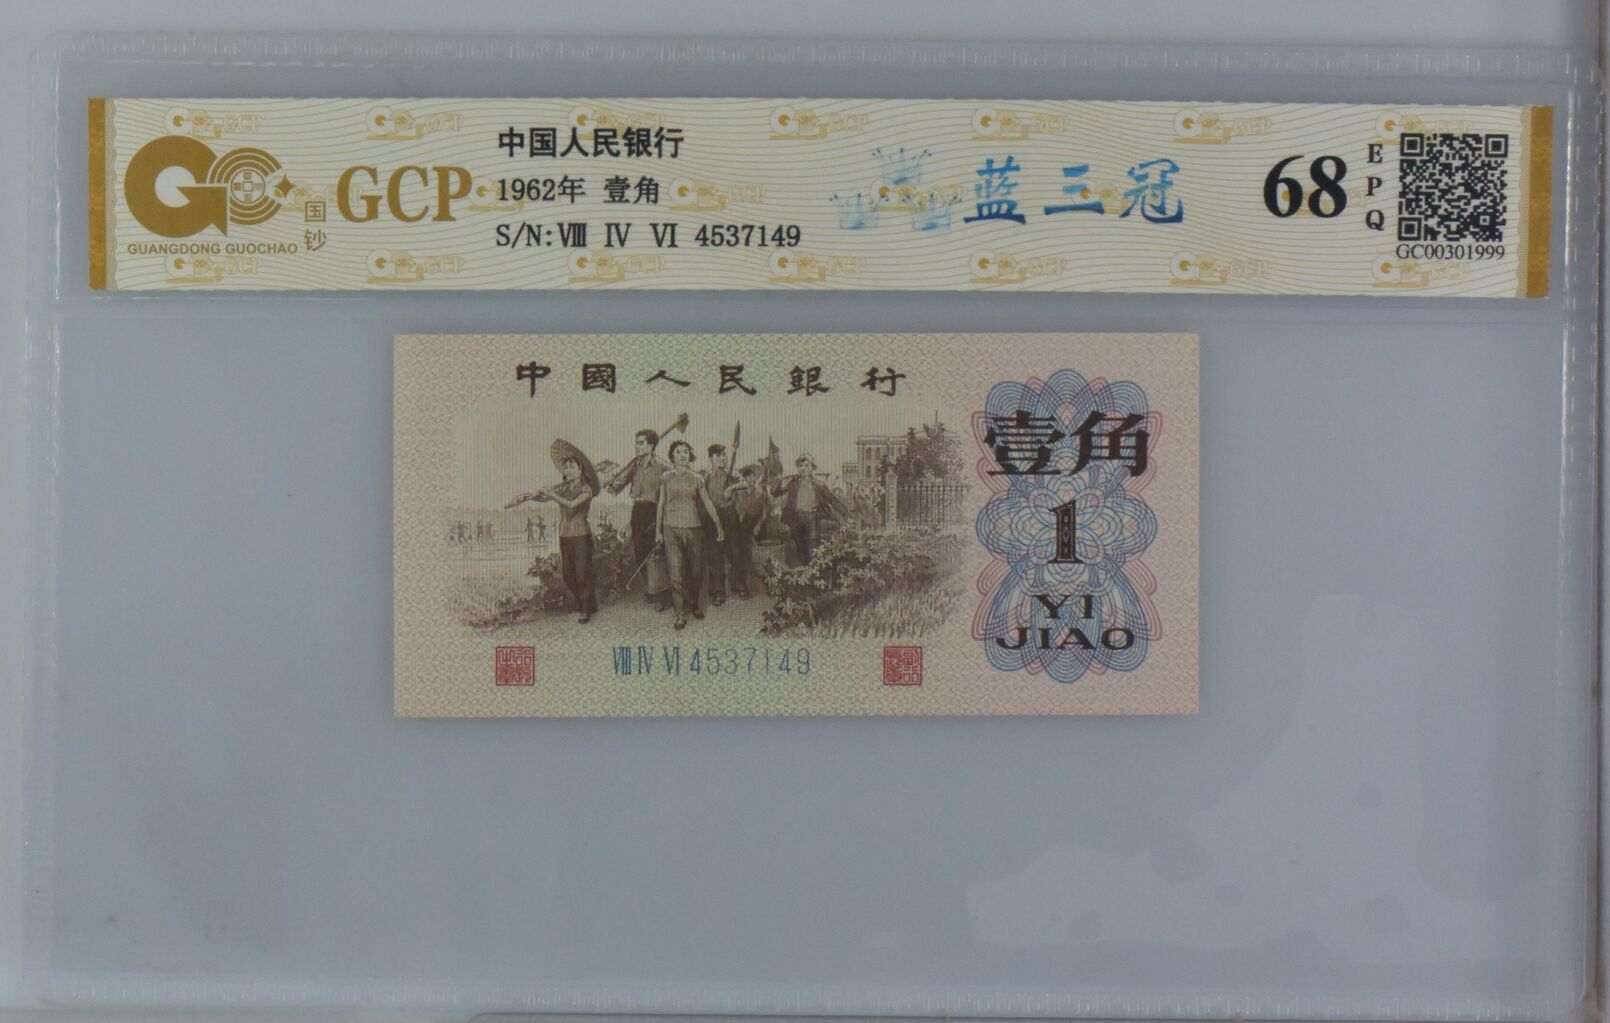 中国人民银行
1962年 壹角
S/N: Ⅷ Ⅳ Ⅵ 4537149
GCP
国钞
GUANGDONG GUOCHAO
蓝三冠
68
EPQ
GC00301999
中國人民銀行
壹角
1
YI
JIAO
Ⅷ Ⅳ Ⅵ 4537149